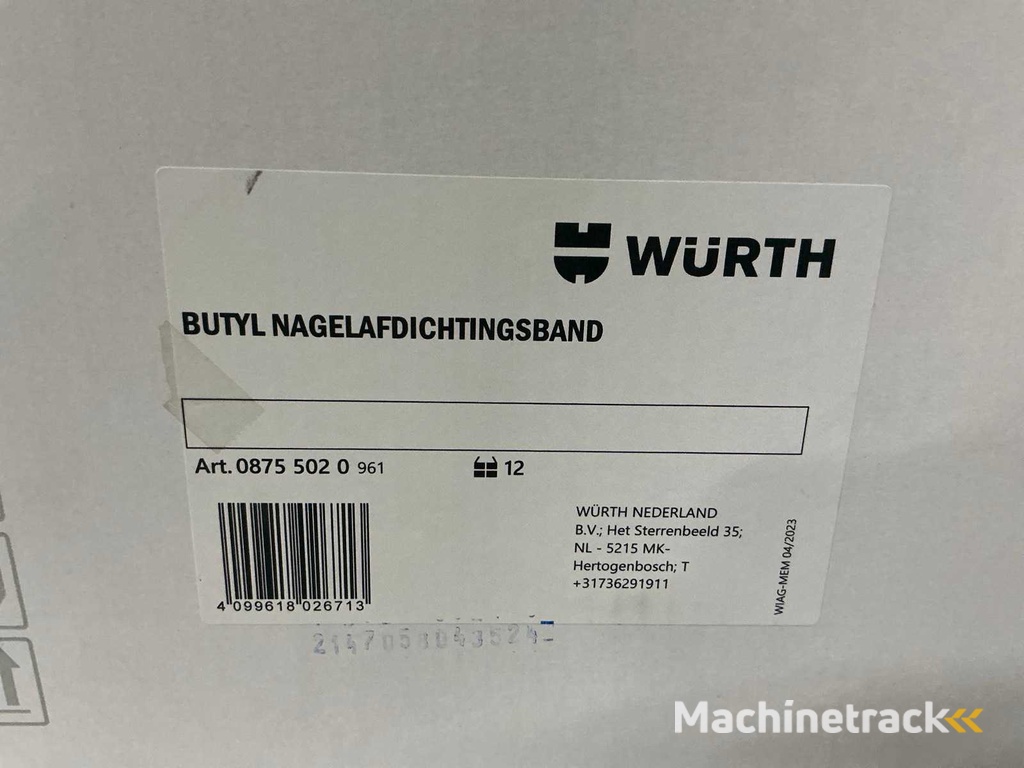 WÜRTH
BUTYL NAGELAFDICHTINGSBAND
Art. 0875 502 0 961
12
WÜRTH NEDERLAND
B.V.; Het Sterrenbeeld 35;
NL - 5215 MK-
Hertogenbosch; T
+31736291911
WIAG-MEM 04/2023
4 099618 026713
Machinetrack